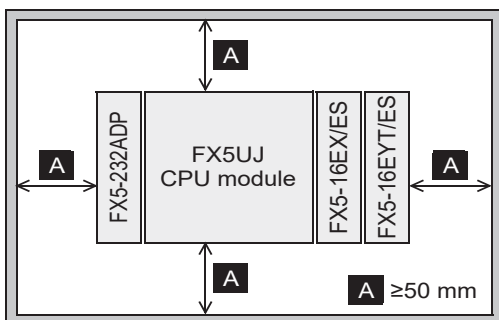 A
A
FX5-232ADP
FX5UJ
CPU module
FX5-16EX/ES
FX5-16EYT/ES
A
A
A ≥50 mm